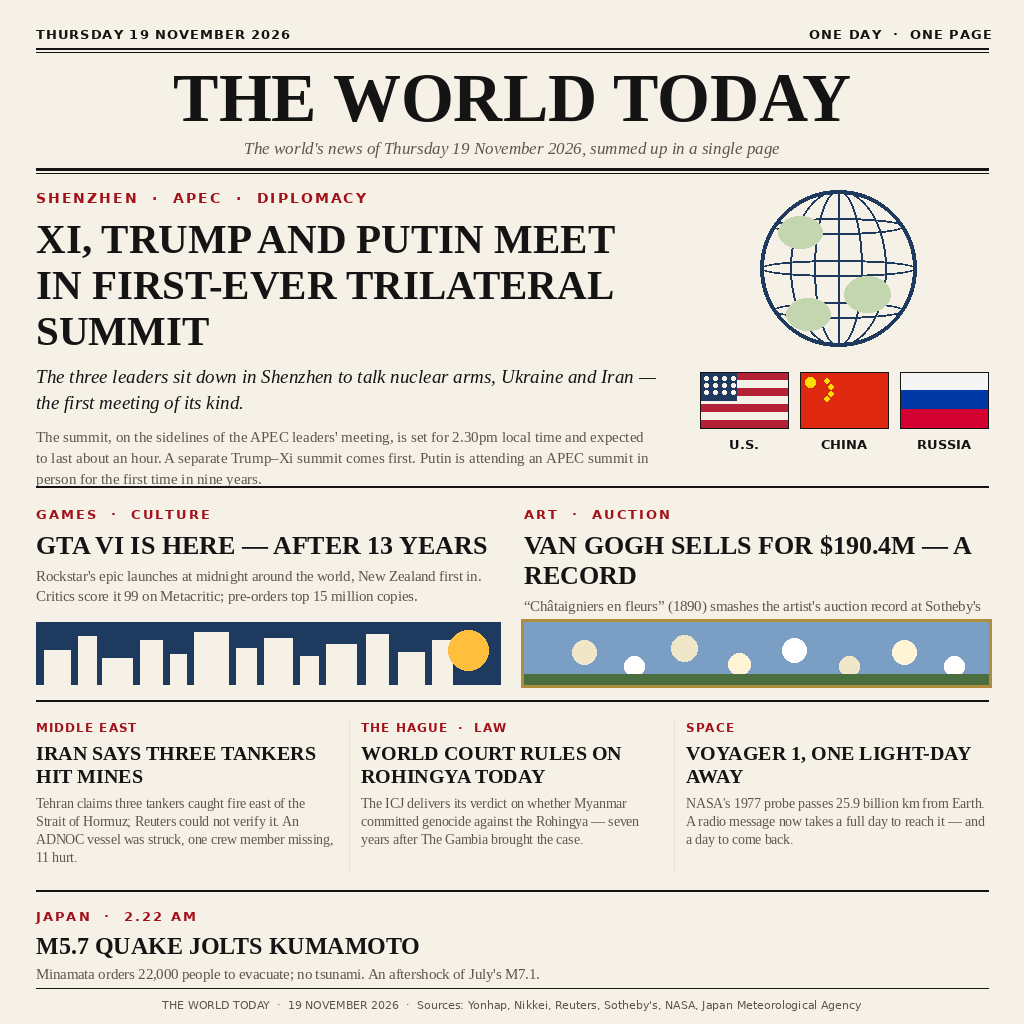 THURSDAY 19 NOVEMBER 2026
ONE DAY · ONE PAGE
THE WORLD TODAY
The world's news of Thursday 19 November 2026, summed up in a single page
SHENZHEN · APEC · DIPLOMACY
XI, TRUMP AND PUTIN MEET
IN FIRST-EVER TRILATERAL
SUMMIT
The three leaders sit down in Shenzhen to talk nuclear arms, Ukraine and Iran —
the first meeting of its kind.
The summit, on the sidelines of the APEC leaders' meeting, is set for 2.30pm local time and expected
to last about an hour. A separate Trump–Xi summit comes first. Putin is attending an APEC summit in
person for the first time in nine years.
U.S.
CHINA
RUSSIA
GAMES · CULTURE
GTA VI IS HERE — AFTER 13 YEARS
Rockstar's epic launches at midnight around the world, New Zealand first in.
Critics score it 99 on Metacritic; pre-orders top 15 million copies.
ART · AUCTION
VAN GOGH SELLS FOR $190.4M — A
RECORD
“Châtaigniers en fleurs” (1890) smashes the artist's auction record at Sotheby's
MIDDLE EAST
IRAN SAYS THREE TANKERS
HIT MINES
Tehran claims three tankers caught fire east of the
Strait of Hormuz; Reuters could not verify it. An
ADNOC vessel was struck, one crew member missing,
11 hurt.
THE HAGUE · LAW
WORLD COURT RULES ON
ROHINGYA TODAY
The ICJ delivers its verdict on whether Myanmar
committed genocide against the Rohingya — seven
years after The Gambia brought the case.
SPACE
VOYAGER 1, ONE LIGHT-DAY
AWAY
NASA's 1977 probe passes 25.9 billion km from Earth.
A radio message now takes a full day to reach it — and
a day to come back.
JAPAN · 2.22 AM
M5.7 QUAKE JOLTS KUMAMOTO
Minamata orders 22,000 people to evacuate; no tsunami. An aftershock of July's M7.1.
THE WORLD TODAY · 19 NOVEMBER 2026 · Sources: Yonhap, Nikkei, Reuters, Sotheby's, NASA, Japan Meteorological Agency